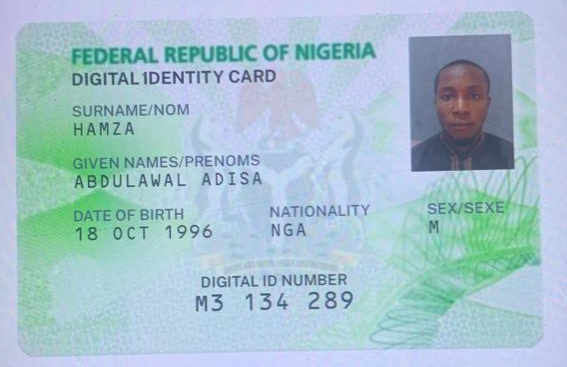 FEDERAL REPUBLIC OF NIGERIA
DIGITAL IDENTITY CARD
SURNAME/NOM
HAMZA
GIVEN NAMES/PRENOMS
ABDULAWAL ADISA
DATE OF BIRTH
18 OCT 1996
NATIONALITY
NGA
SEX/SEXE
M
DIGITAL ID NUMBER
M3 134 289